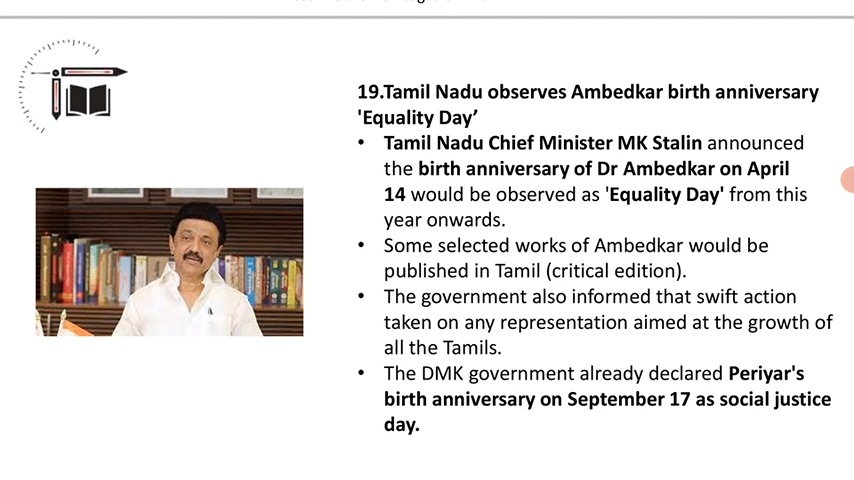 19.Tamil Nadu observes Ambedkar birth anniversary
'Equality Day’
• Tamil Nadu Chief Minister MK Stalin announced
the birth anniversary of Dr Ambedkar on April
14 would be observed as 'Equality Day' from this
year onwards.
• Some selected works of Ambedkar would be
published in Tamil (critical edition).
• The government also informed that swift action
taken on any representation aimed at the growth of
all the Tamils.
• The DMK government already declared Periyar's
birth anniversary on September 17 as social justice
day.